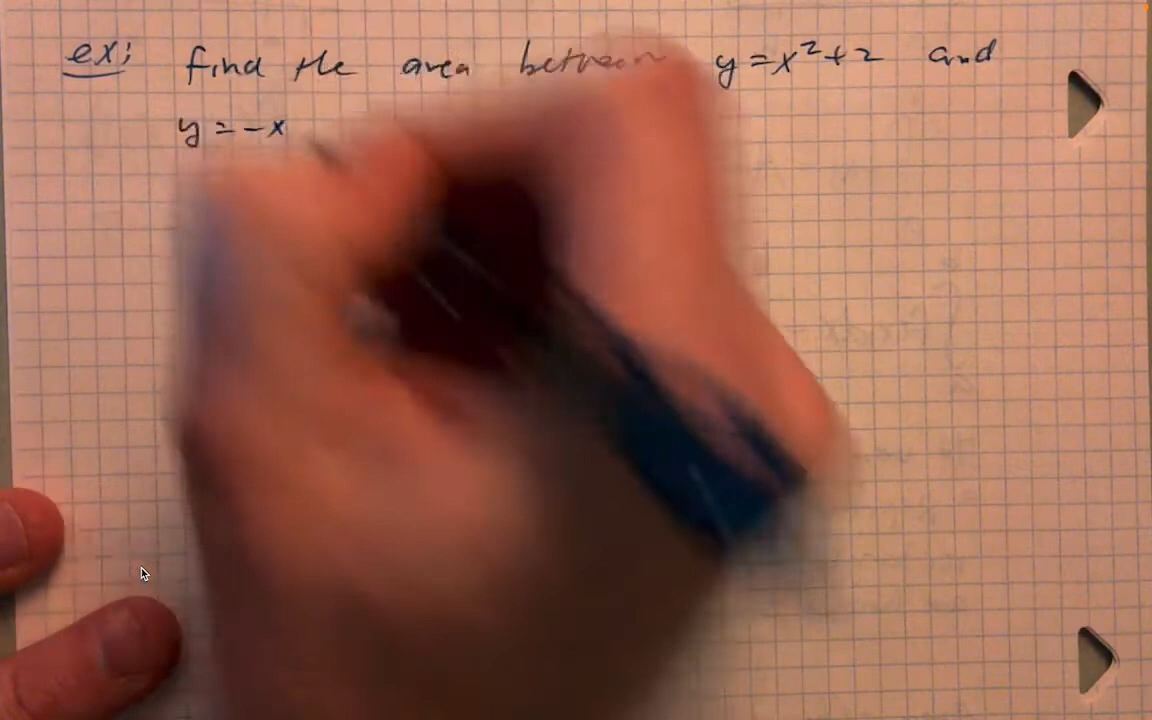 ex: find the area between y = x² + 2 and
y = -x